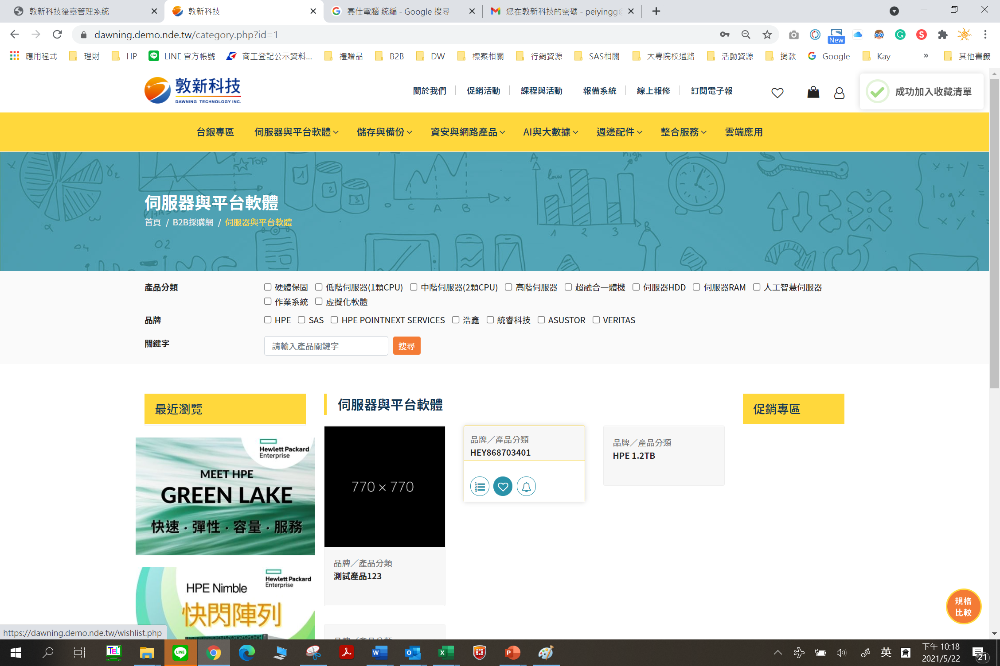 敦新科技後臺管理系統
敦新科技
賽仕電腦 統編 - Google 搜尋
您在敦新科技的密碼 - peiyingg@
dawning.demo.nde.tw/category.php?id=1
New
應用程式
理財
HP
LINE 官方帳號
商工登記公示資料...
禮贈品
B2B
DW
標案相關
行銷資源
SAS相關
大專院校通路
活動資源
捐款
Google
Kay
»
其他書籤
敦新科技
DAWNING TECHNOLOGY INC.
關於我們
促銷活動
課程與活動
報備系統
線上報修
訂閱電子報
成功加入收藏清單
台銀專區
伺服器與平台軟體
儲存與備份
資安與網路產品
AI與大數據
週邊配件
整合服務
雲端應用
伺服器與平台軟體
首頁 / B2B採購網 / 伺服器與平台軟體
產品分類
硬體保固 低階伺服器(1顆CPU) 中階伺服器(2顆CPU) 高階伺服器 超融合一體機 伺服器HDD 伺服器RAM 人工智慧伺服器
作業系統 虛擬化軟體
品牌
HPE SAS HPE POINTNEXT SERVICES 浩鑫 統睿科技 ASUSTOR VERITAS
關鍵字
請輸入產品關鍵字
搜尋
最近瀏覽
Hewlett Packard
Enterprise
MEET HPE
GREEN LAKE
快速 · 彈性 · 容量 · 服務
Hewlett Packard
Enterprise
HPE Nimble
快閃陣列
伺服器與平台軟體
770 × 770
品牌／產品分類
測試產品123
品牌／產品分類
HEY868703401
品牌／產品分類
HPE 1.2TB
促銷專區
規格
比較
https://dawning.demo.nde.tw/wishlist.php
英
倉
下午 10:18
2021/5/22
21